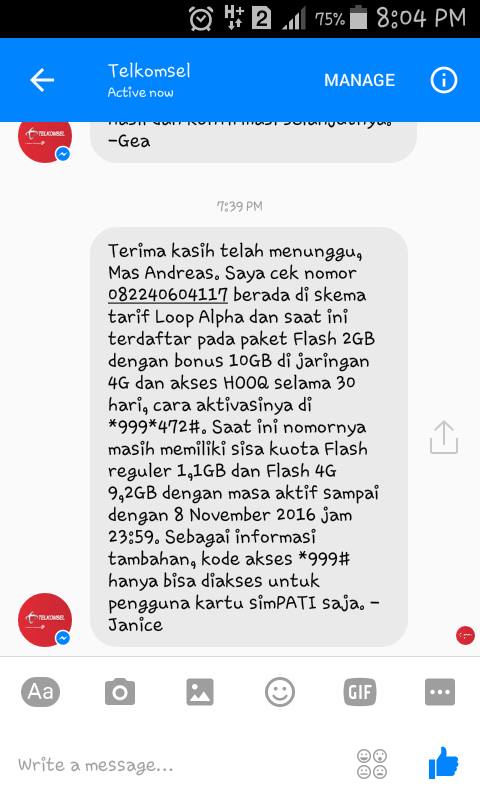 H+ 2 75% 8:04 PM
Telkomsel
Active now
MANAGE
-Gea
7:39 PM
Terima kasih telah menunggu,
Mas Andreas. Saya cek nomor
082240604117 berada di skema
tarif Loop Alpha dan saat ini
terdaftar pada paket Flash 2GB
dengan bonus 10GB di jaringan
4G dan akses HOOQ selama 30
hari, cara aktivasinya di
*999*472#. Saat ini nomornya
masih memiliki sisa kuota Flash
reguler 1,1GB dan Flash 4G
9,2GB dengan masa aktif sampai
dengan 8 November 2016 jam
23:59. Sebagai informasi
tambahan, kode akses *999#
hanya bisa diakses untuk
pengguna kartu simPATI saja. -
Janice
TELKOMSEL
Aa
GIF
Write a message...